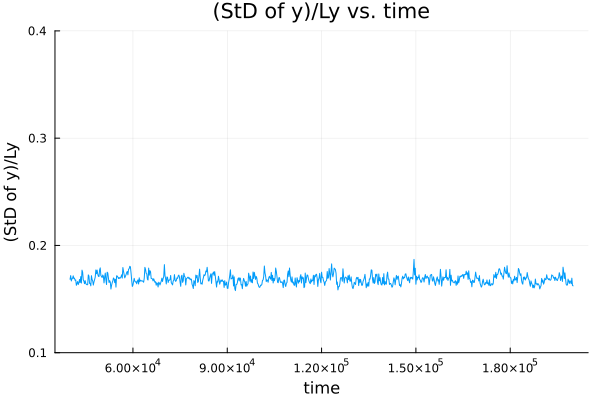 (StD of y)/Ly vs. time
0.4
0.3
0.2
0.1
(StD of y)/Ly
6.00×10⁴ 9.00×10⁴ 1.20×10⁵ 1.50×10⁵ 1.80×10⁵
time